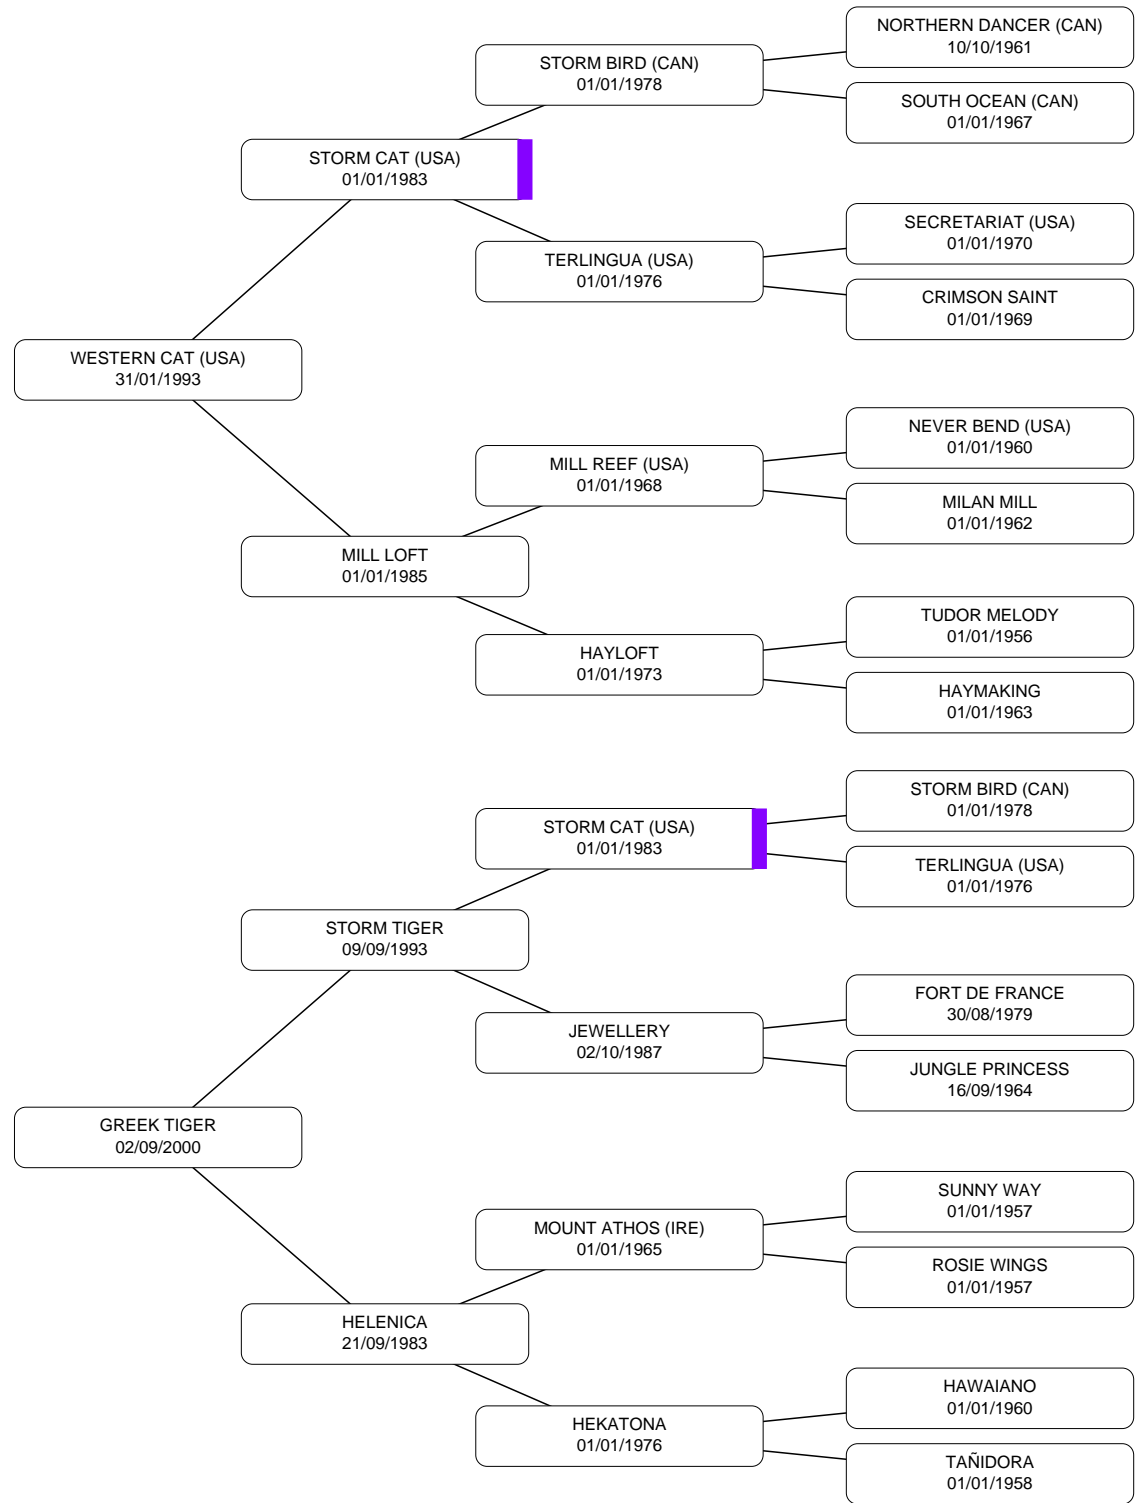 NORTHERN DANCER (CAN)
10/10/1961
STORM BIRD (CAN)
01/01/1978
SOUTH OCEAN (CAN)
01/01/1967
STORM CAT (USA)
01/01/1983
SECRETARIAT (USA)
01/01/1970
TERLINGUA (USA)
01/01/1976
CRIMSON SAINT
01/01/1969
WESTERN CAT (USA)
31/01/1993
NEVER BEND (USA)
01/01/1960
MILL REEF (USA)
01/01/1968
MILAN MILL
01/01/1962
MILL LOFT
01/01/1985
TUDOR MELODY
01/01/1956
HAYLOFT
01/01/1973
HAYMAKING
01/01/1963
STORM BIRD (CAN)
01/01/1978
STORM CAT (USA)
01/01/1983
TERLINGUA (USA)
01/01/1976
STORM TIGER
09/09/1993
FORT DE FRANCE
30/08/1979
JEWELLERY
02/10/1987
JUNGLE PRINCESS
16/09/1964
GREEK TIGER
02/09/2000
SUNNY WAY
01/01/1957
MOUNT ATHOS (IRE)
01/01/1965
ROSIE WINGS
01/01/1957
HELENICA
21/09/1983
HAWAIANO
01/01/1960
HEKATONA
01/01/1976
TAÑIDORA
01/01/1958